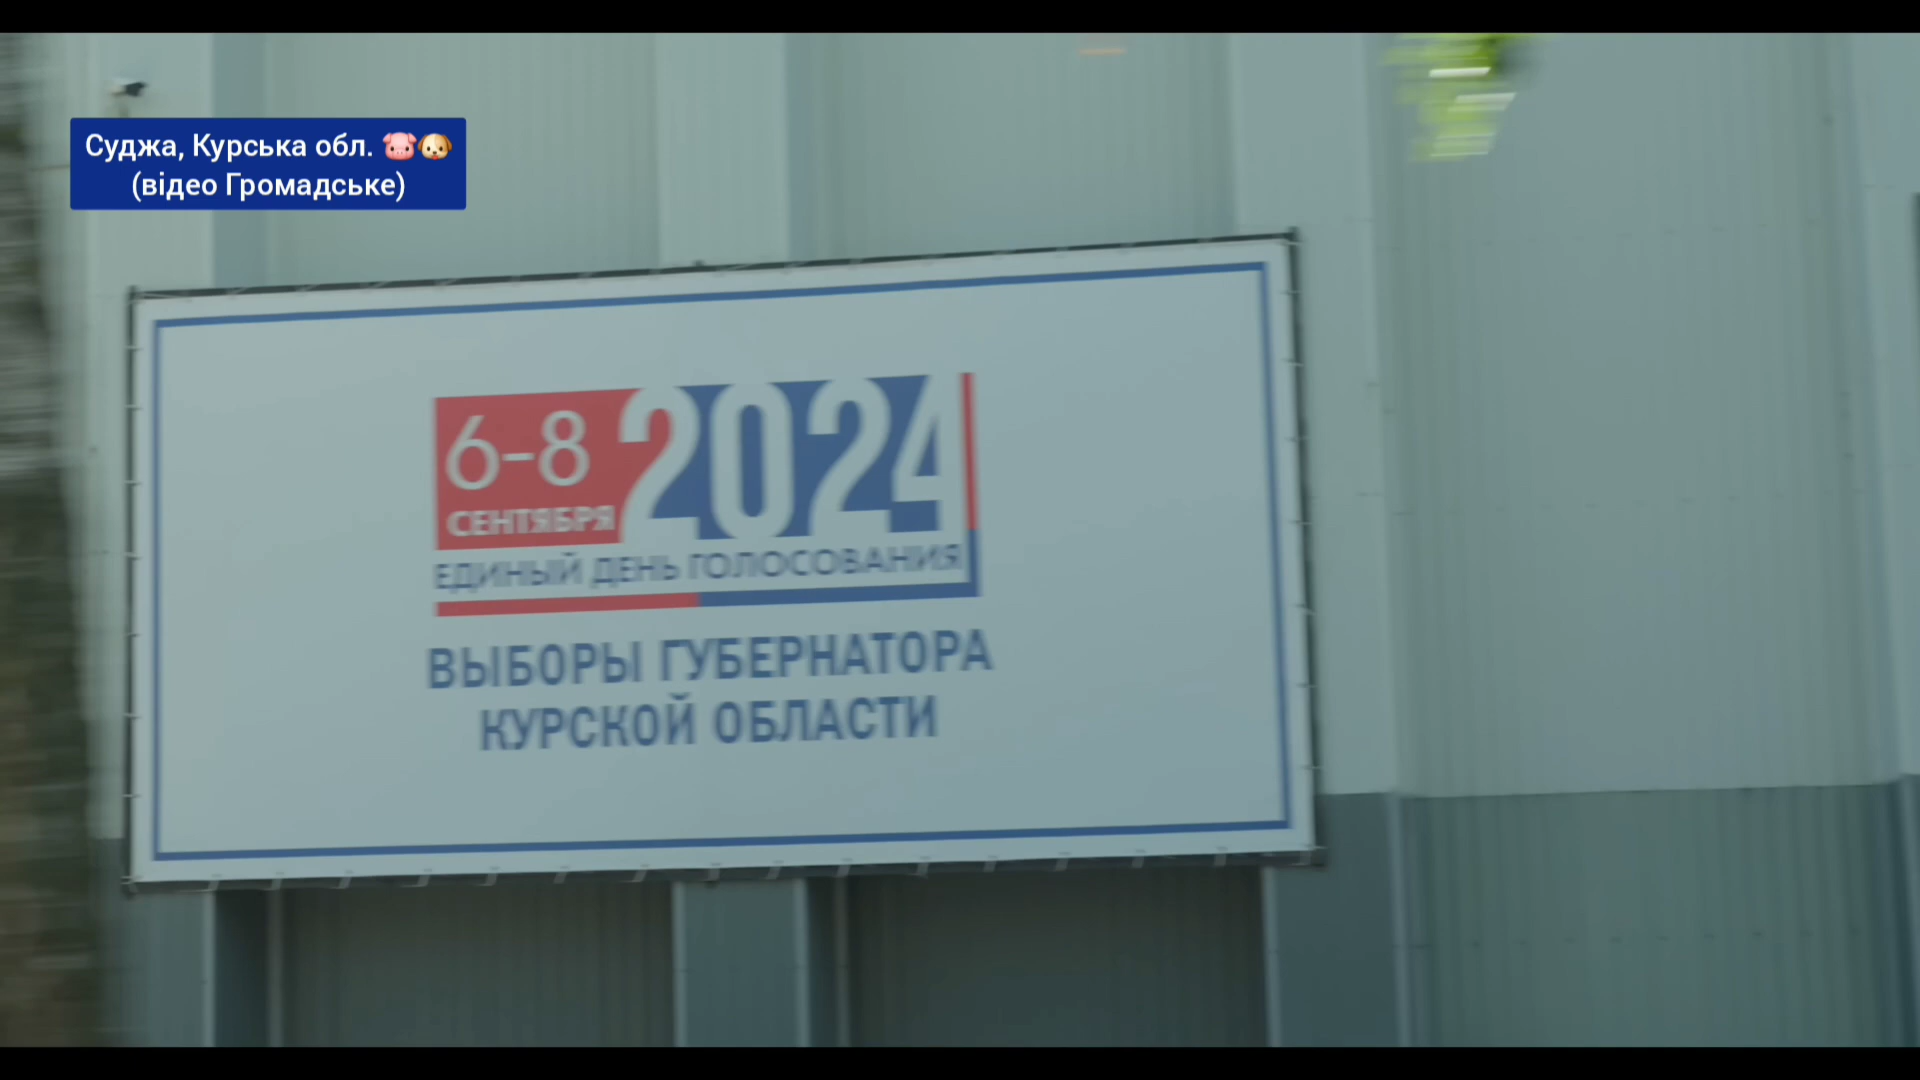 Суджа, Курська обл. 🐷🐶
(відео Громадське)
6-8 2024
СЕНТЯБРЯ
ЕДИНЫЙ ДЕНЬ ГОЛОСОВАНИЯ
ВЫБОРЫ ГУБЕРНАТОРА
КУРСКОЙ ОБЛАСТИ